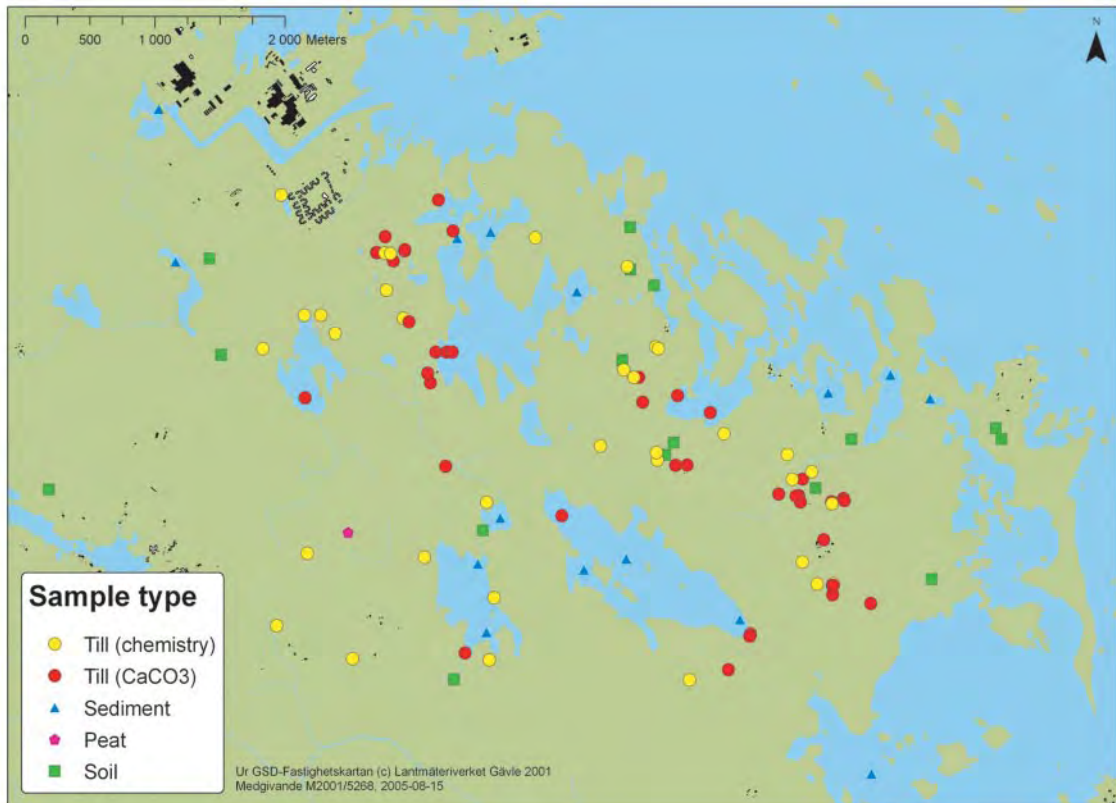 0 500 1 000 2 000 Meters
N
Sample type
Till (chemistry)
Till (CaCO3)
Sediment
Peat
Soil
Ur GSD-Fastighetskartan (c) Lantmäteriverket Gävle 2001
Medgivande M2001/5268, 2005-08-15